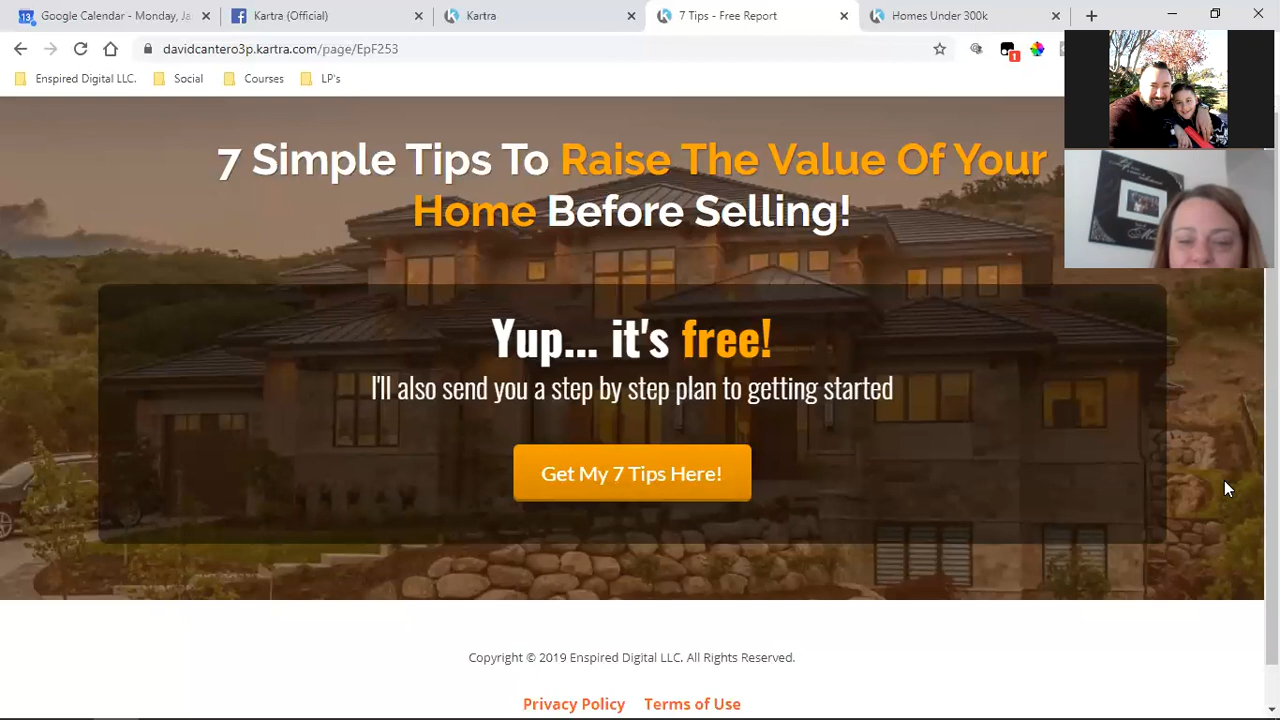 13
Google Calendar - Monday, Ja
Kartra (Official)
Kartra
7 Tips - Free Report
Homes Under 300k
davidcantero3p.kartra.com/page/EpF253
1
Enspired Digital LLC.
Social
Courses
LP's
7 Simple Tips To Raise The Value Of Your
Home Before Selling!
Yup... it's free!
I'll also send you a step by step plan to getting started
Get My 7 Tips Here!
Copyright © 2019 Enspired Digital LLC. All Rights Reserved.
Privacy Policy Terms of Use